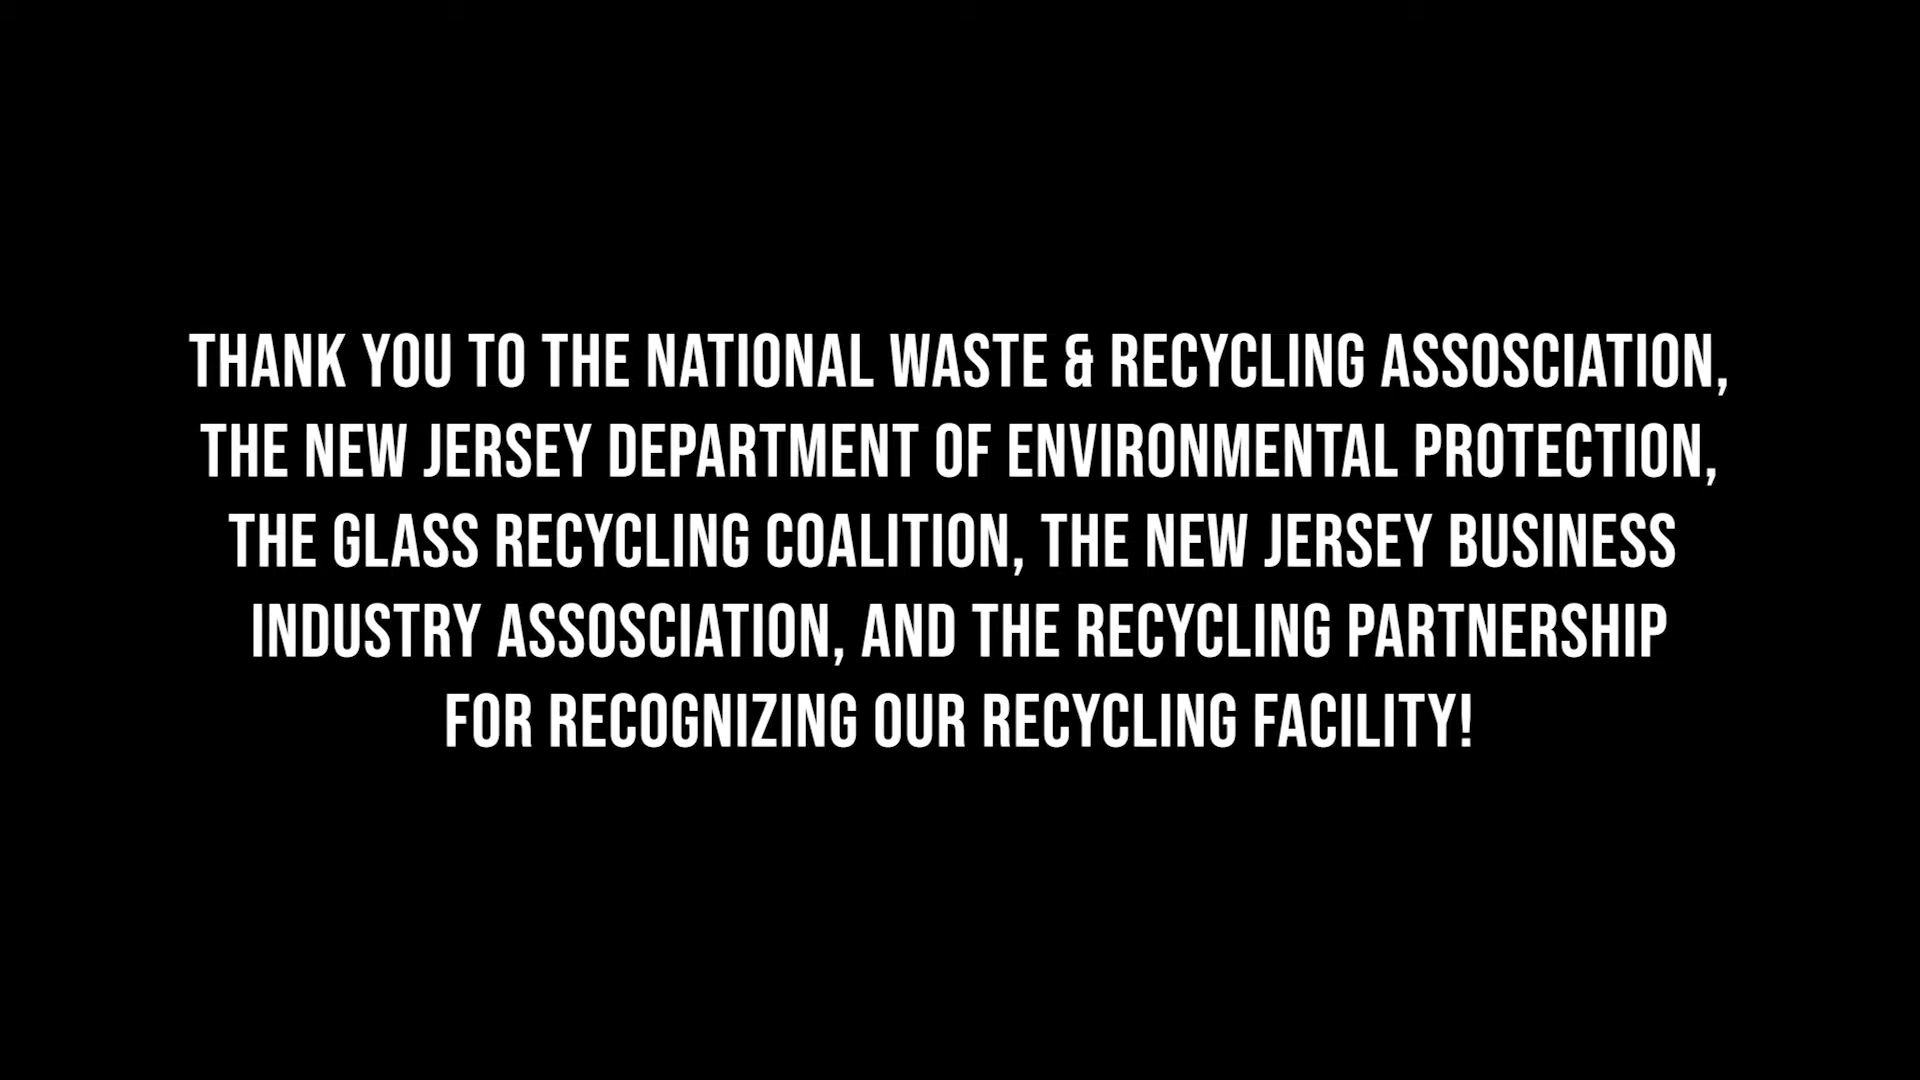 THANK YOU TO THE NATIONAL WASTE & RECYCLING ASSOSCIATION,
THE NEW JERSEY DEPARTMENT OF ENVIRONMENTAL PROTECTION,
THE GLASS RECYCLING COALITION, THE NEW JERSEY BUSINESS
INDUSTRY ASSOSCIATION, AND THE RECYCLING PARTNERSHIP
FOR RECOGNIZING OUR RECYCLING FACILITY!